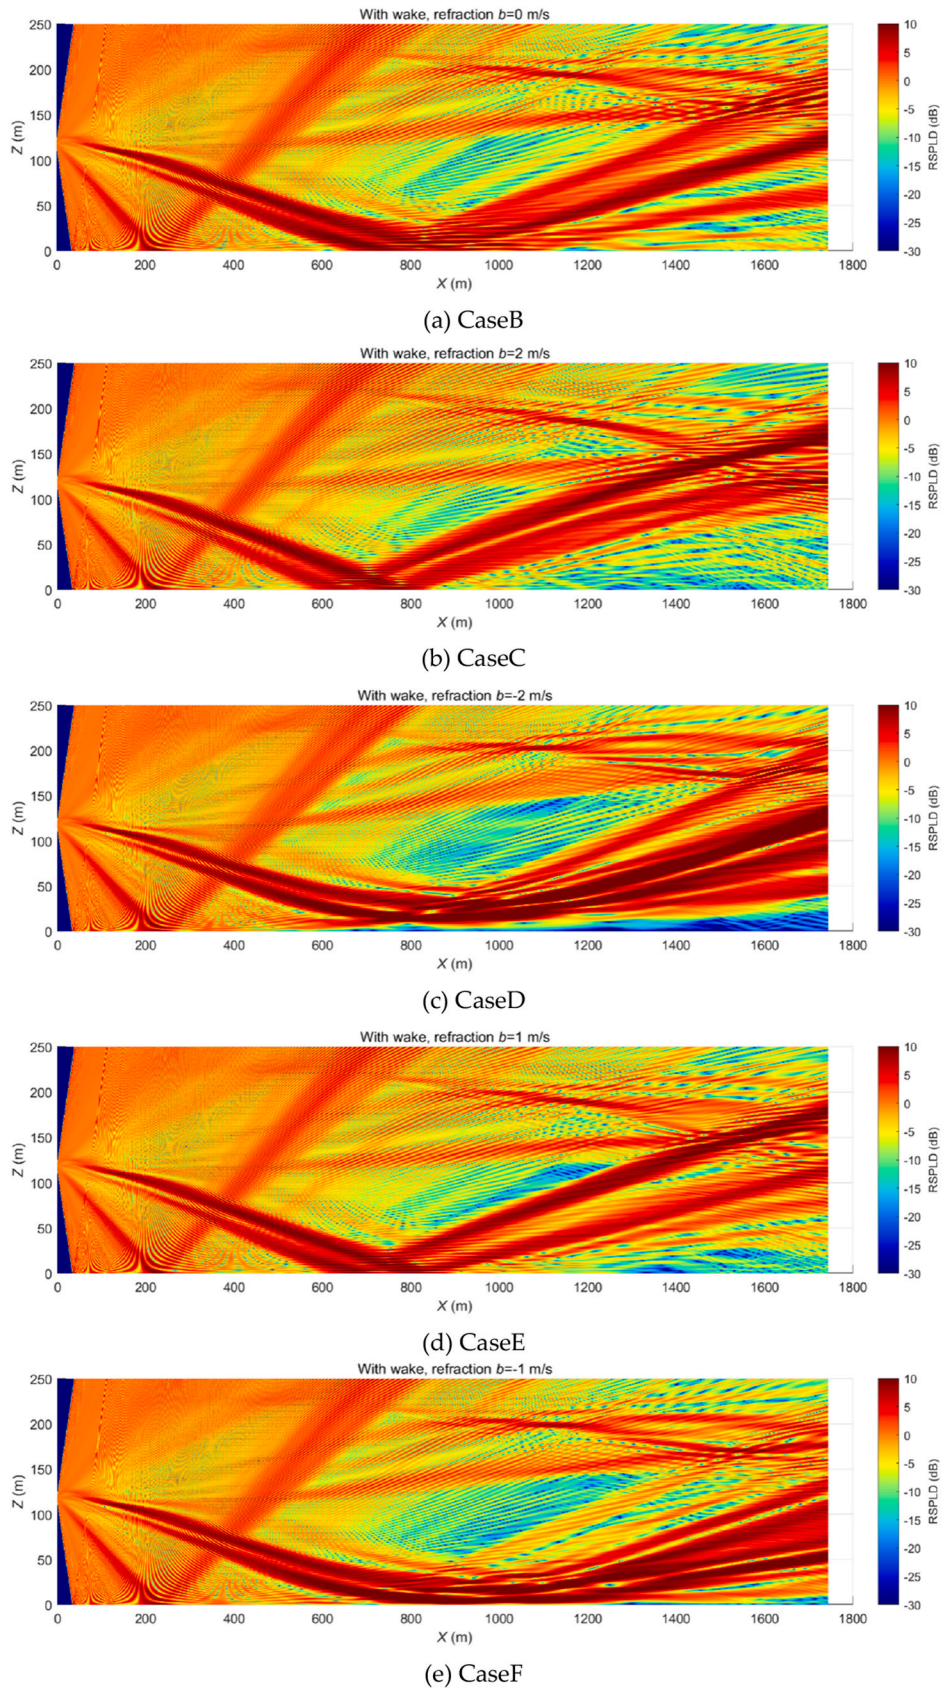 With wake, refraction b=0 m/s
250
200
150
100
50
0
Z (m)
0 200 400 600 800 1000 1200 1400 1600 1800
X (m)
10
5
0
-5
-10
-15
-20
-25
-30
RSPLD (dB)
(a) CaseB
With wake, refraction b=2 m/s
250
200
150
100
50
0
Z (m)
0 200 400 600 800 1000 1200 1400 1600 1800
X (m)
10
5
0
-5
-10
-15
-20
-25
-30
RSPLD (dB)
(b) CaseC
With wake, refraction b=-2 m/s
250
200
150
100
50
0
Z (m)
0 200 400 600 800 1000 1200 1400 1600 1800
X (m)
10
5
0
-5
-10
-15
-20
-25
-30
RSPLD (dB)
(c) CaseD
With wake, refraction b=1 m/s
250
200
150
100
50
0
Z (m)
0 200 400 600 800 1000 1200 1400 1600 1800
X (m)
10
5
0
-5
-10
-15
-20
-25
-30
RSPLD (dB)
(d) CaseE
With wake, refraction b=-1 m/s
250
200
150
100
50
0
Z (m)
0 200 400 600 800 1000 1200 1400 1600 1800
X (m)
10
5
0
-5
-10
-15
-20
-25
-30
RSPLD (dB)
(e) CaseF